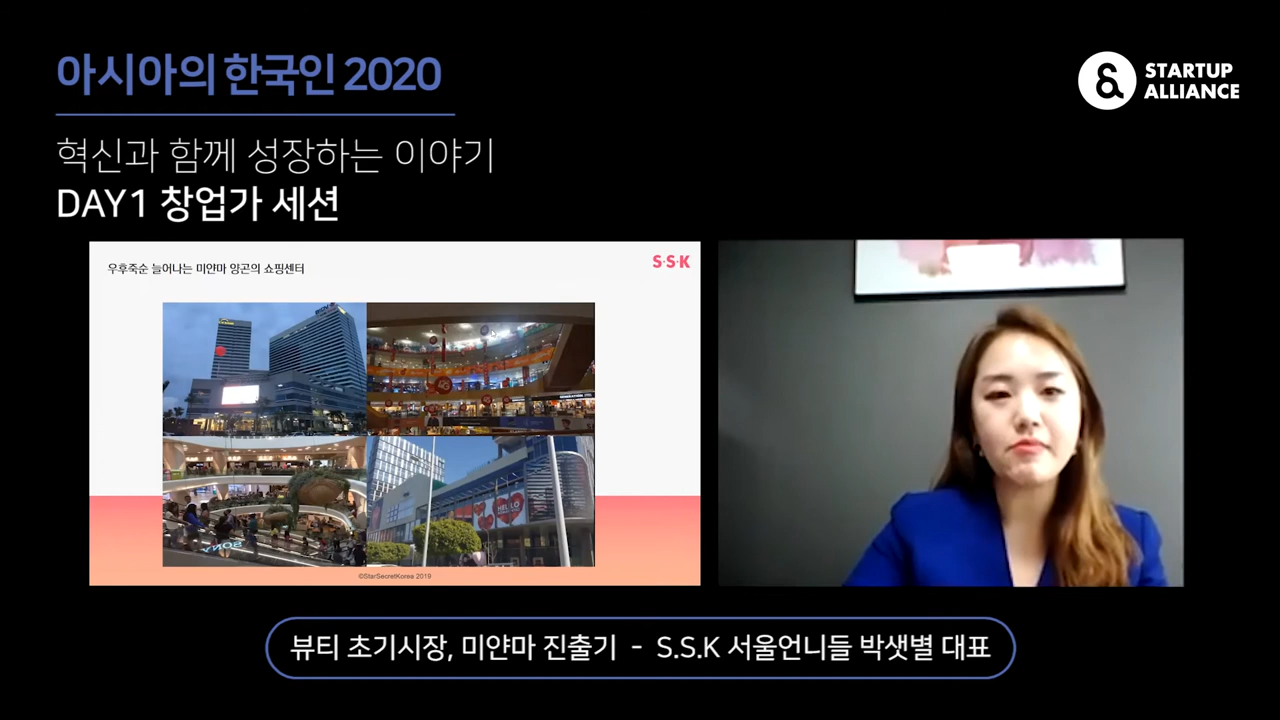 아시아의 한국인 2020
STARTUP
ALLIANCE
혁신과 함께 성장하는 이야기
DAY1 창업가 세션
우후죽순 늘어나는 미얀마 양곤의 쇼핑센터
S·S·K
HELLO
SONY
©StarSecretKorea 2019
뷰티 초기시장, 미얀마 진출기 - S.S.K 서울언니들 박샛별 대표